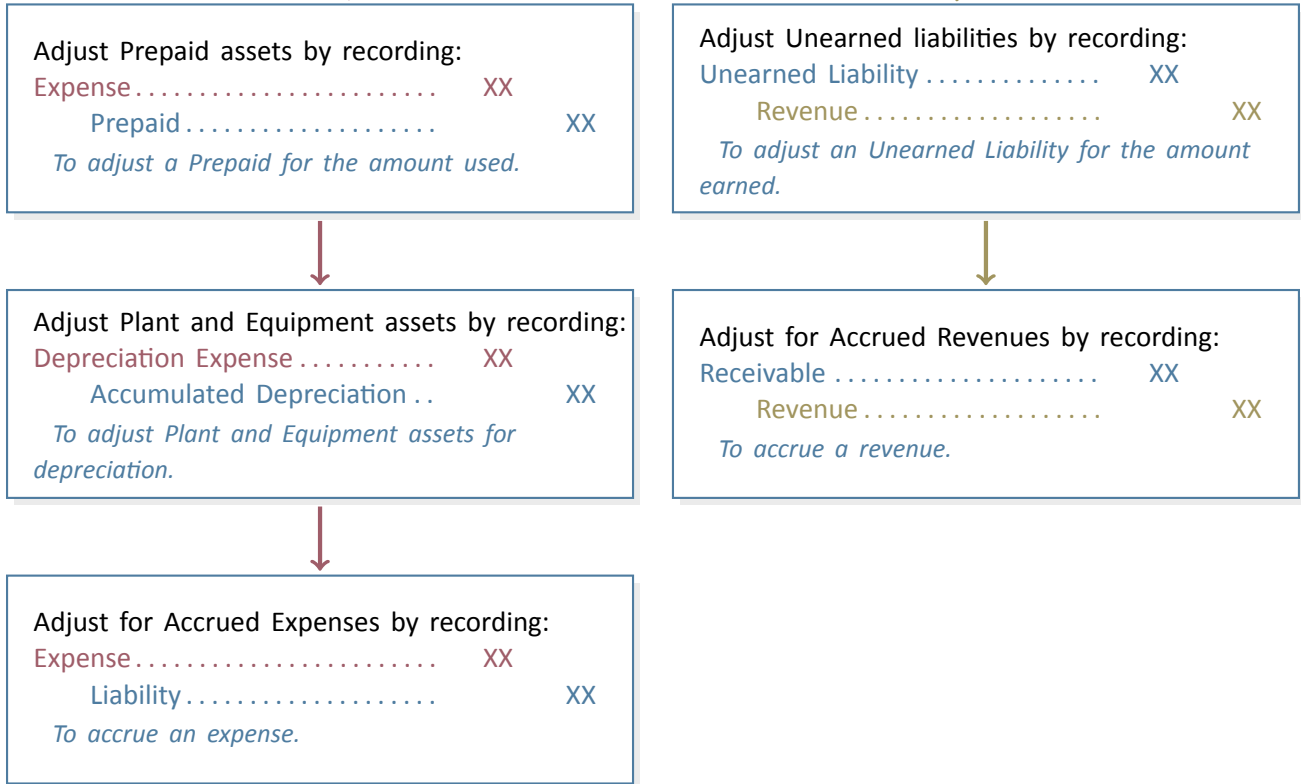 Adjust Prepaid assets by recording:
Expense . . . . . . . . . . . . . . . . . . . . . . . . XX
Prepaid . . . . . . . . . . . . . . . . . . . . XX
To adjust a Prepaid for the amount used.
Adjust Plant and Equipment assets by recording:
Depreciation Expense . . . . . . . . . . . XX
Accumulated Depreciation . . XX
To adjust Plant and Equipment assets for
depreciation.
Adjust for Accrued Expenses by recording:
Expense . . . . . . . . . . . . . . . . . . . . . . . . XX
Liability . . . . . . . . . . . . . . . . . . . . XX
To accrue an expense.
Adjust Unearned liabilities by recording:
Unearned Liability . . . . . . . . . . . . . . XX
Revenue . . . . . . . . . . . . . . . . . . . XX
To adjust an Unearned Liability for the amount
earned.
Adjust for Accrued Revenues by recording:
Receivable . . . . . . . . . . . . . . . . . . . . . XX
Revenue . . . . . . . . . . . . . . . . . . . XX
To accrue a revenue.